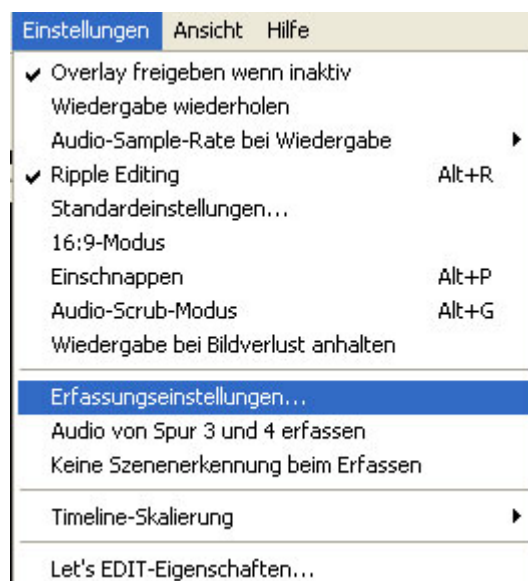 Einstellungen Ansicht Hilfe
Overlay freigeben wenn inaktiv
Wiedergabe wiederholen
Audio-Sample-Rate bei Wiedergabe
Ripple Editing Alt+R
Standardeinstellungen...
16:9-Modus
Einschnappen Alt+P
Audio-Scrub-Modus Alt+G
Wiedergabe bei Bildverlust anhalten
Erfassungseinstellungen...
Audio von Spur 3 und 4 erfassen
Keine Szenenerkennung beim Erfassen
Timeline-Skalierung
Let's EDIT-Eigenschaften...